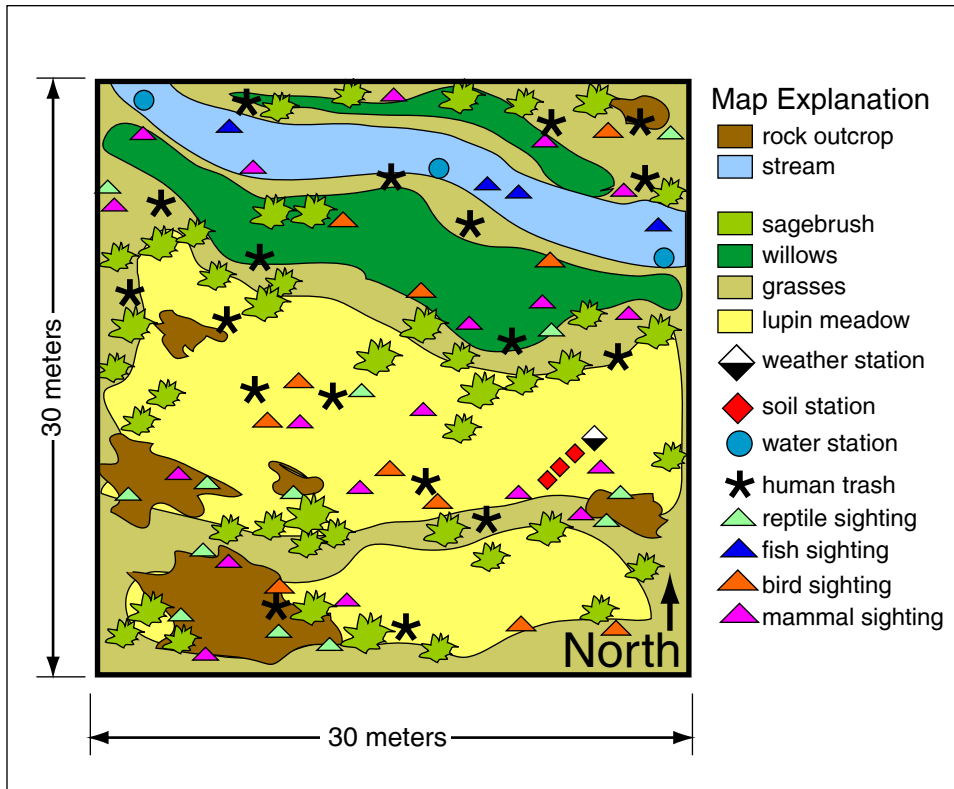 Map Explanation
rock outcrop
stream
sagebrush
willows
grasses
lupin meadow
weather station
soil station
water station
human trash
reptile sighting
fish sighting
bird sighting
mammal sighting
30 meters
North
30 meters